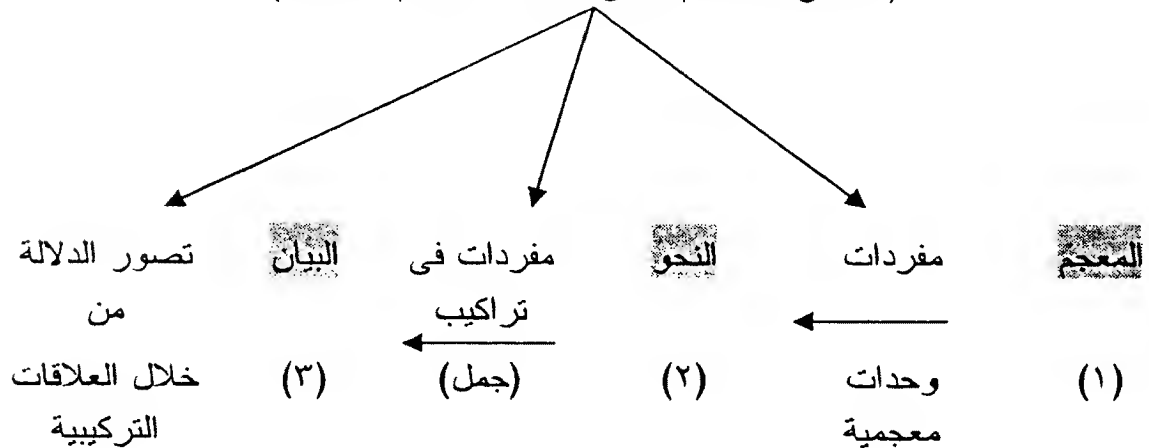 المعجم مفردات النحو مفردات فى البيان تصور الدلالة
تراكيب من
(١) وحدات (٢) (جمل) (٣) خلال العلاقات
معجمية التركيبية